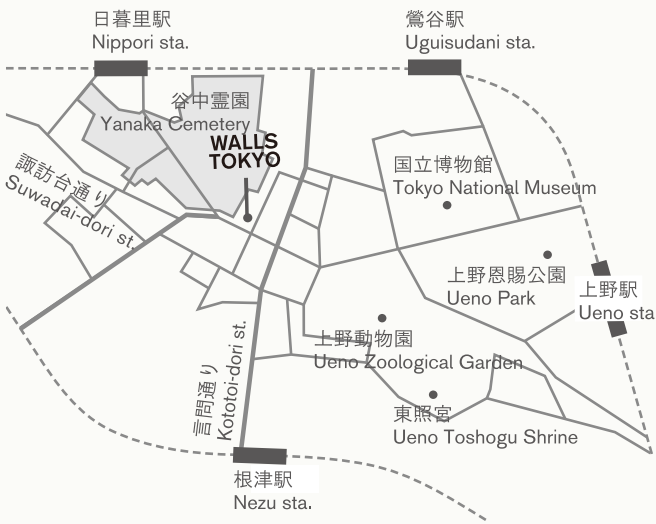 日暮里駅
Nippori sta.
鶯谷駅
Uguisudani sta.
谷中霊園
Yanaka Cemetery
WALLS
TOKYO
国立博物館
Tokyo National Museum
諏訪台通り
Suwadai-dori st.
上野恩賜公園
Ueno Park
上野駅
Ueno sta
上野動物園
Ueno Zoological Garden
言問通り
Kototoi-dori st.
東照宮
Ueno Toshogu Shrine
根津駅
Nezu sta.